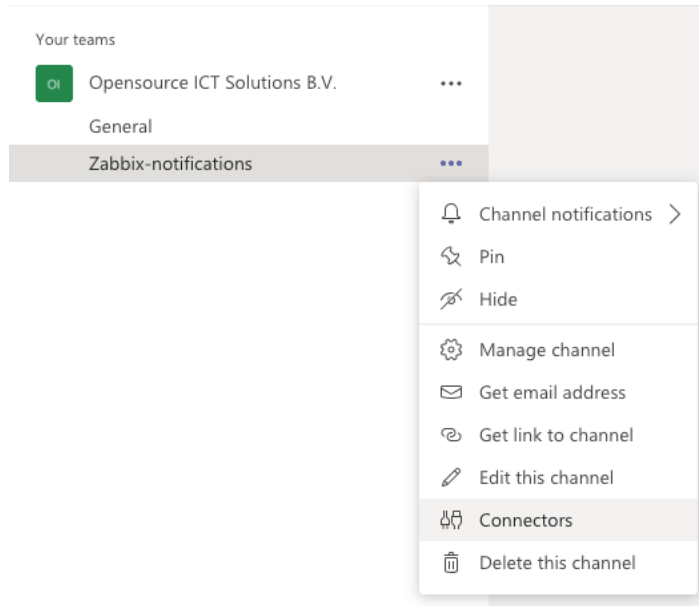 Your teams
OI Opensource ICT Solutions B.V.
General
Zabbix-notifications
Channel notifications
Pin
Hide
Manage channel
Get email address
Get link to channel
Edit this channel
Connectors
Delete this channel